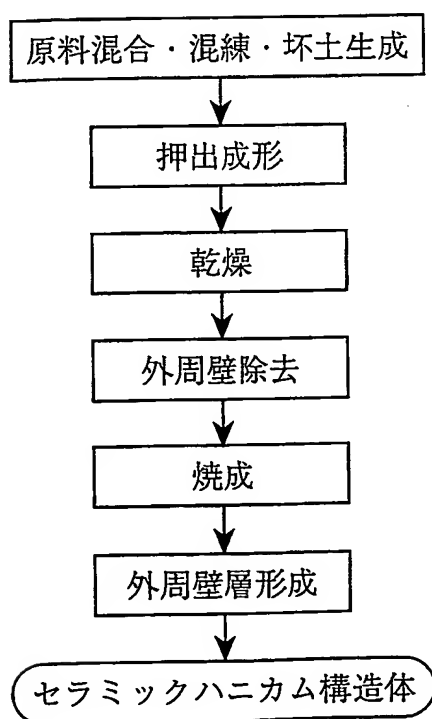 原料混合・混練・坏土生成
押出成形
乾燥
外周壁除去
焼成
外周壁層形成
セラミックハニカム構造体